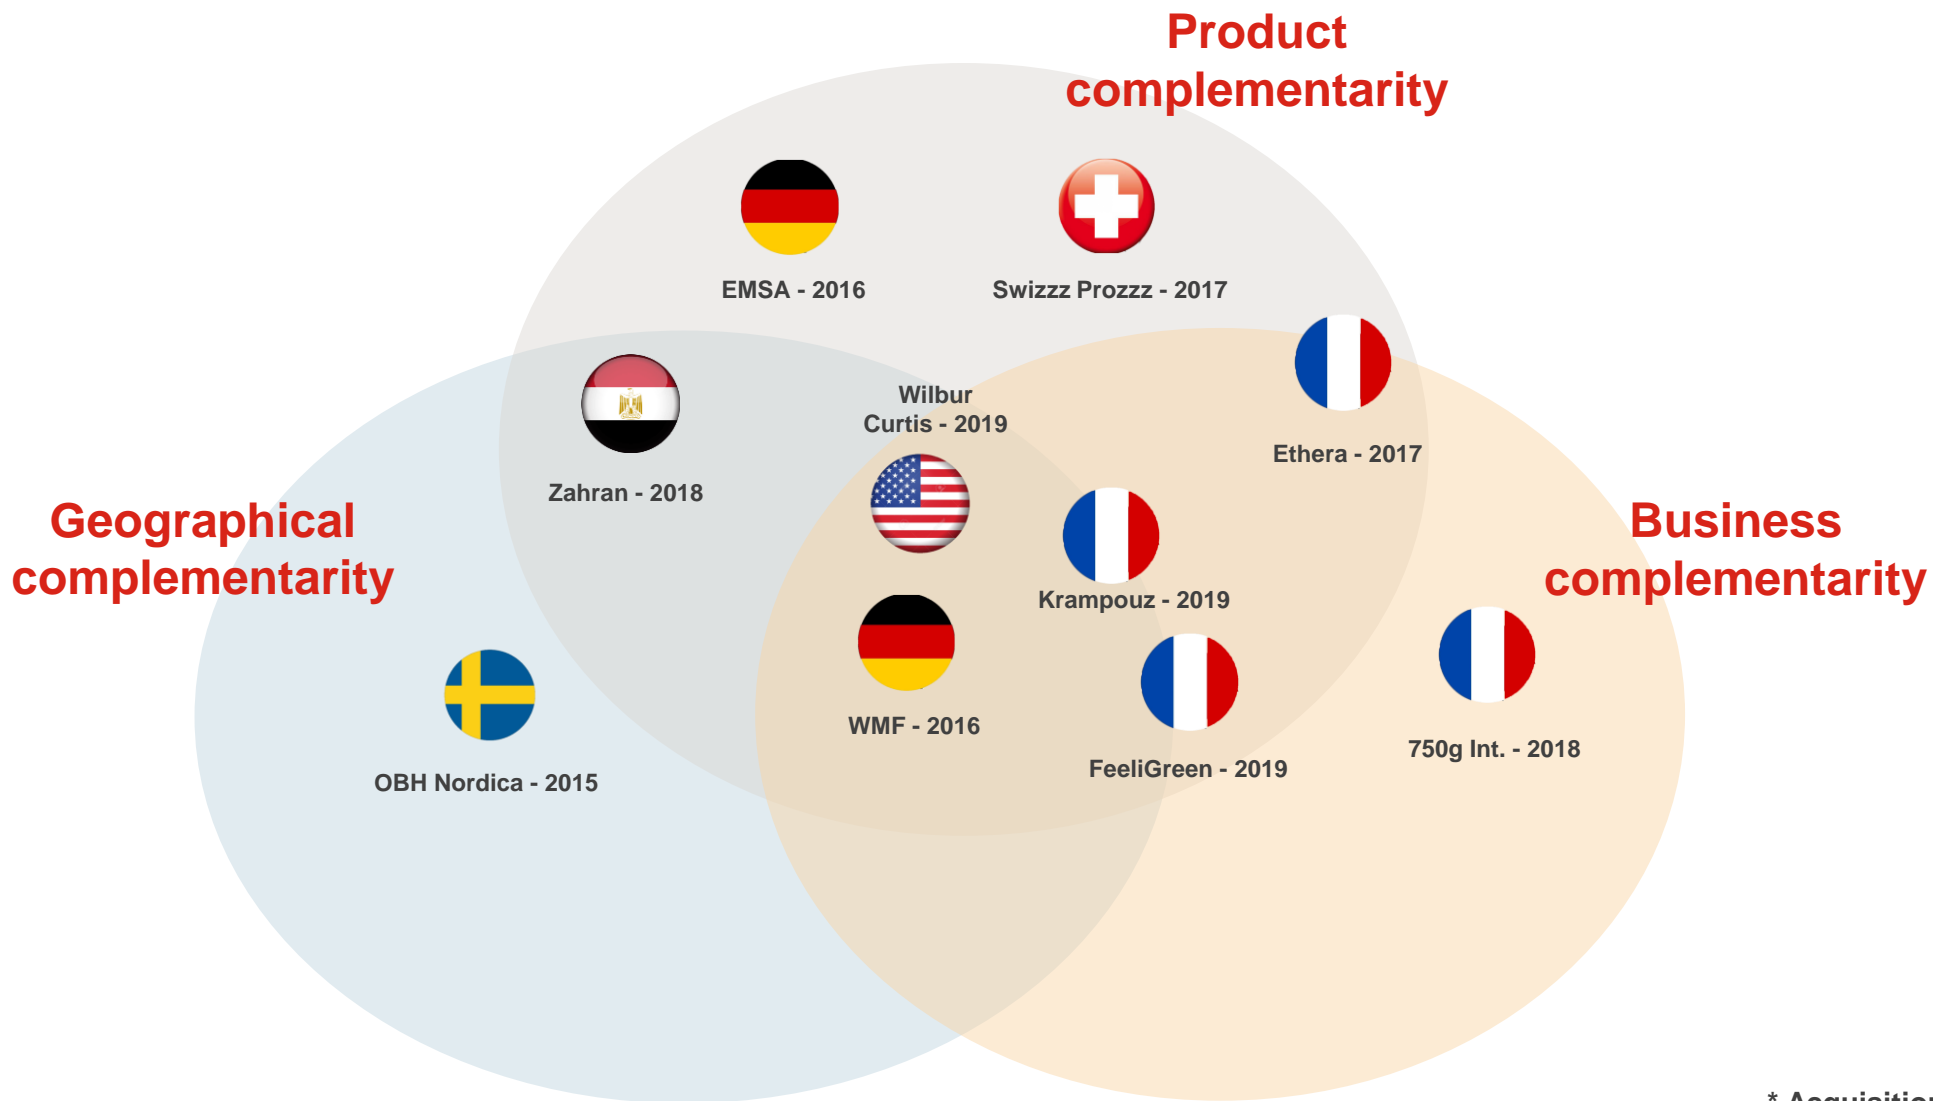 Product
complementarity
EMSA - 2016
Swizzz Prozzz - 2017
Wilbur
Curtis - 2019
Ethera - 2017
Zahran - 2018
Geographical
complementarity
Business
complementarity
Krampouz - 2019
WMF - 2016
FeeliGreen - 2019
750g Int. - 2018
OBH Nordica - 2015
* Acquisition